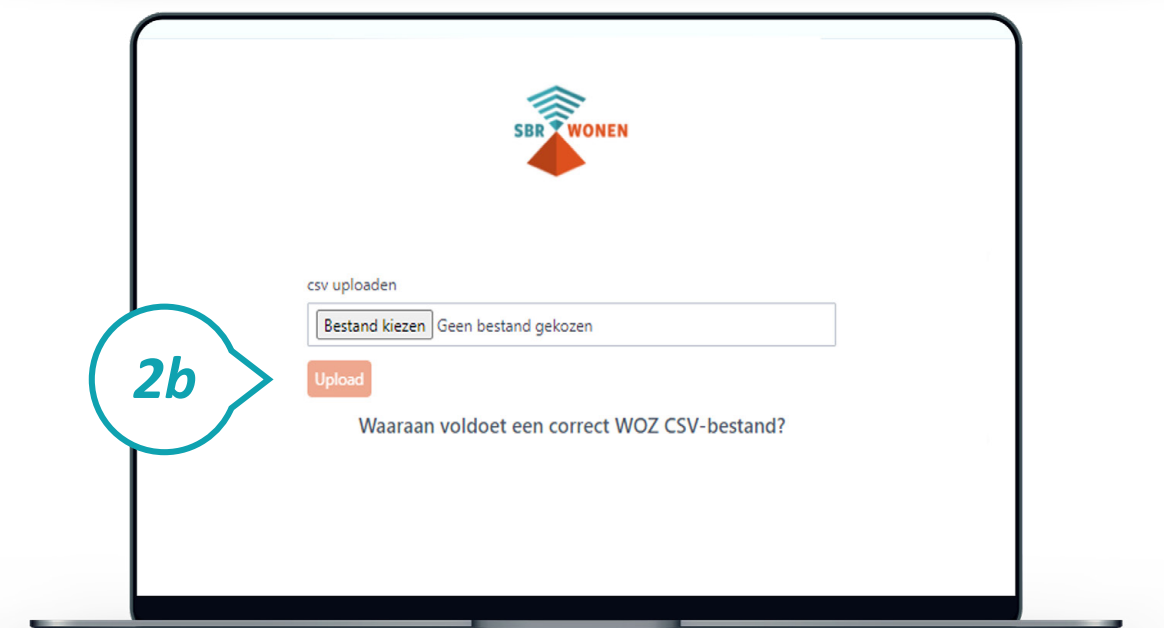 SBR WONEN
csv uploaden
Bestand kiezen Geen bestand gekozen
2b
Upload
Waaraan voldoet een correct WOZ CSV-bestand?